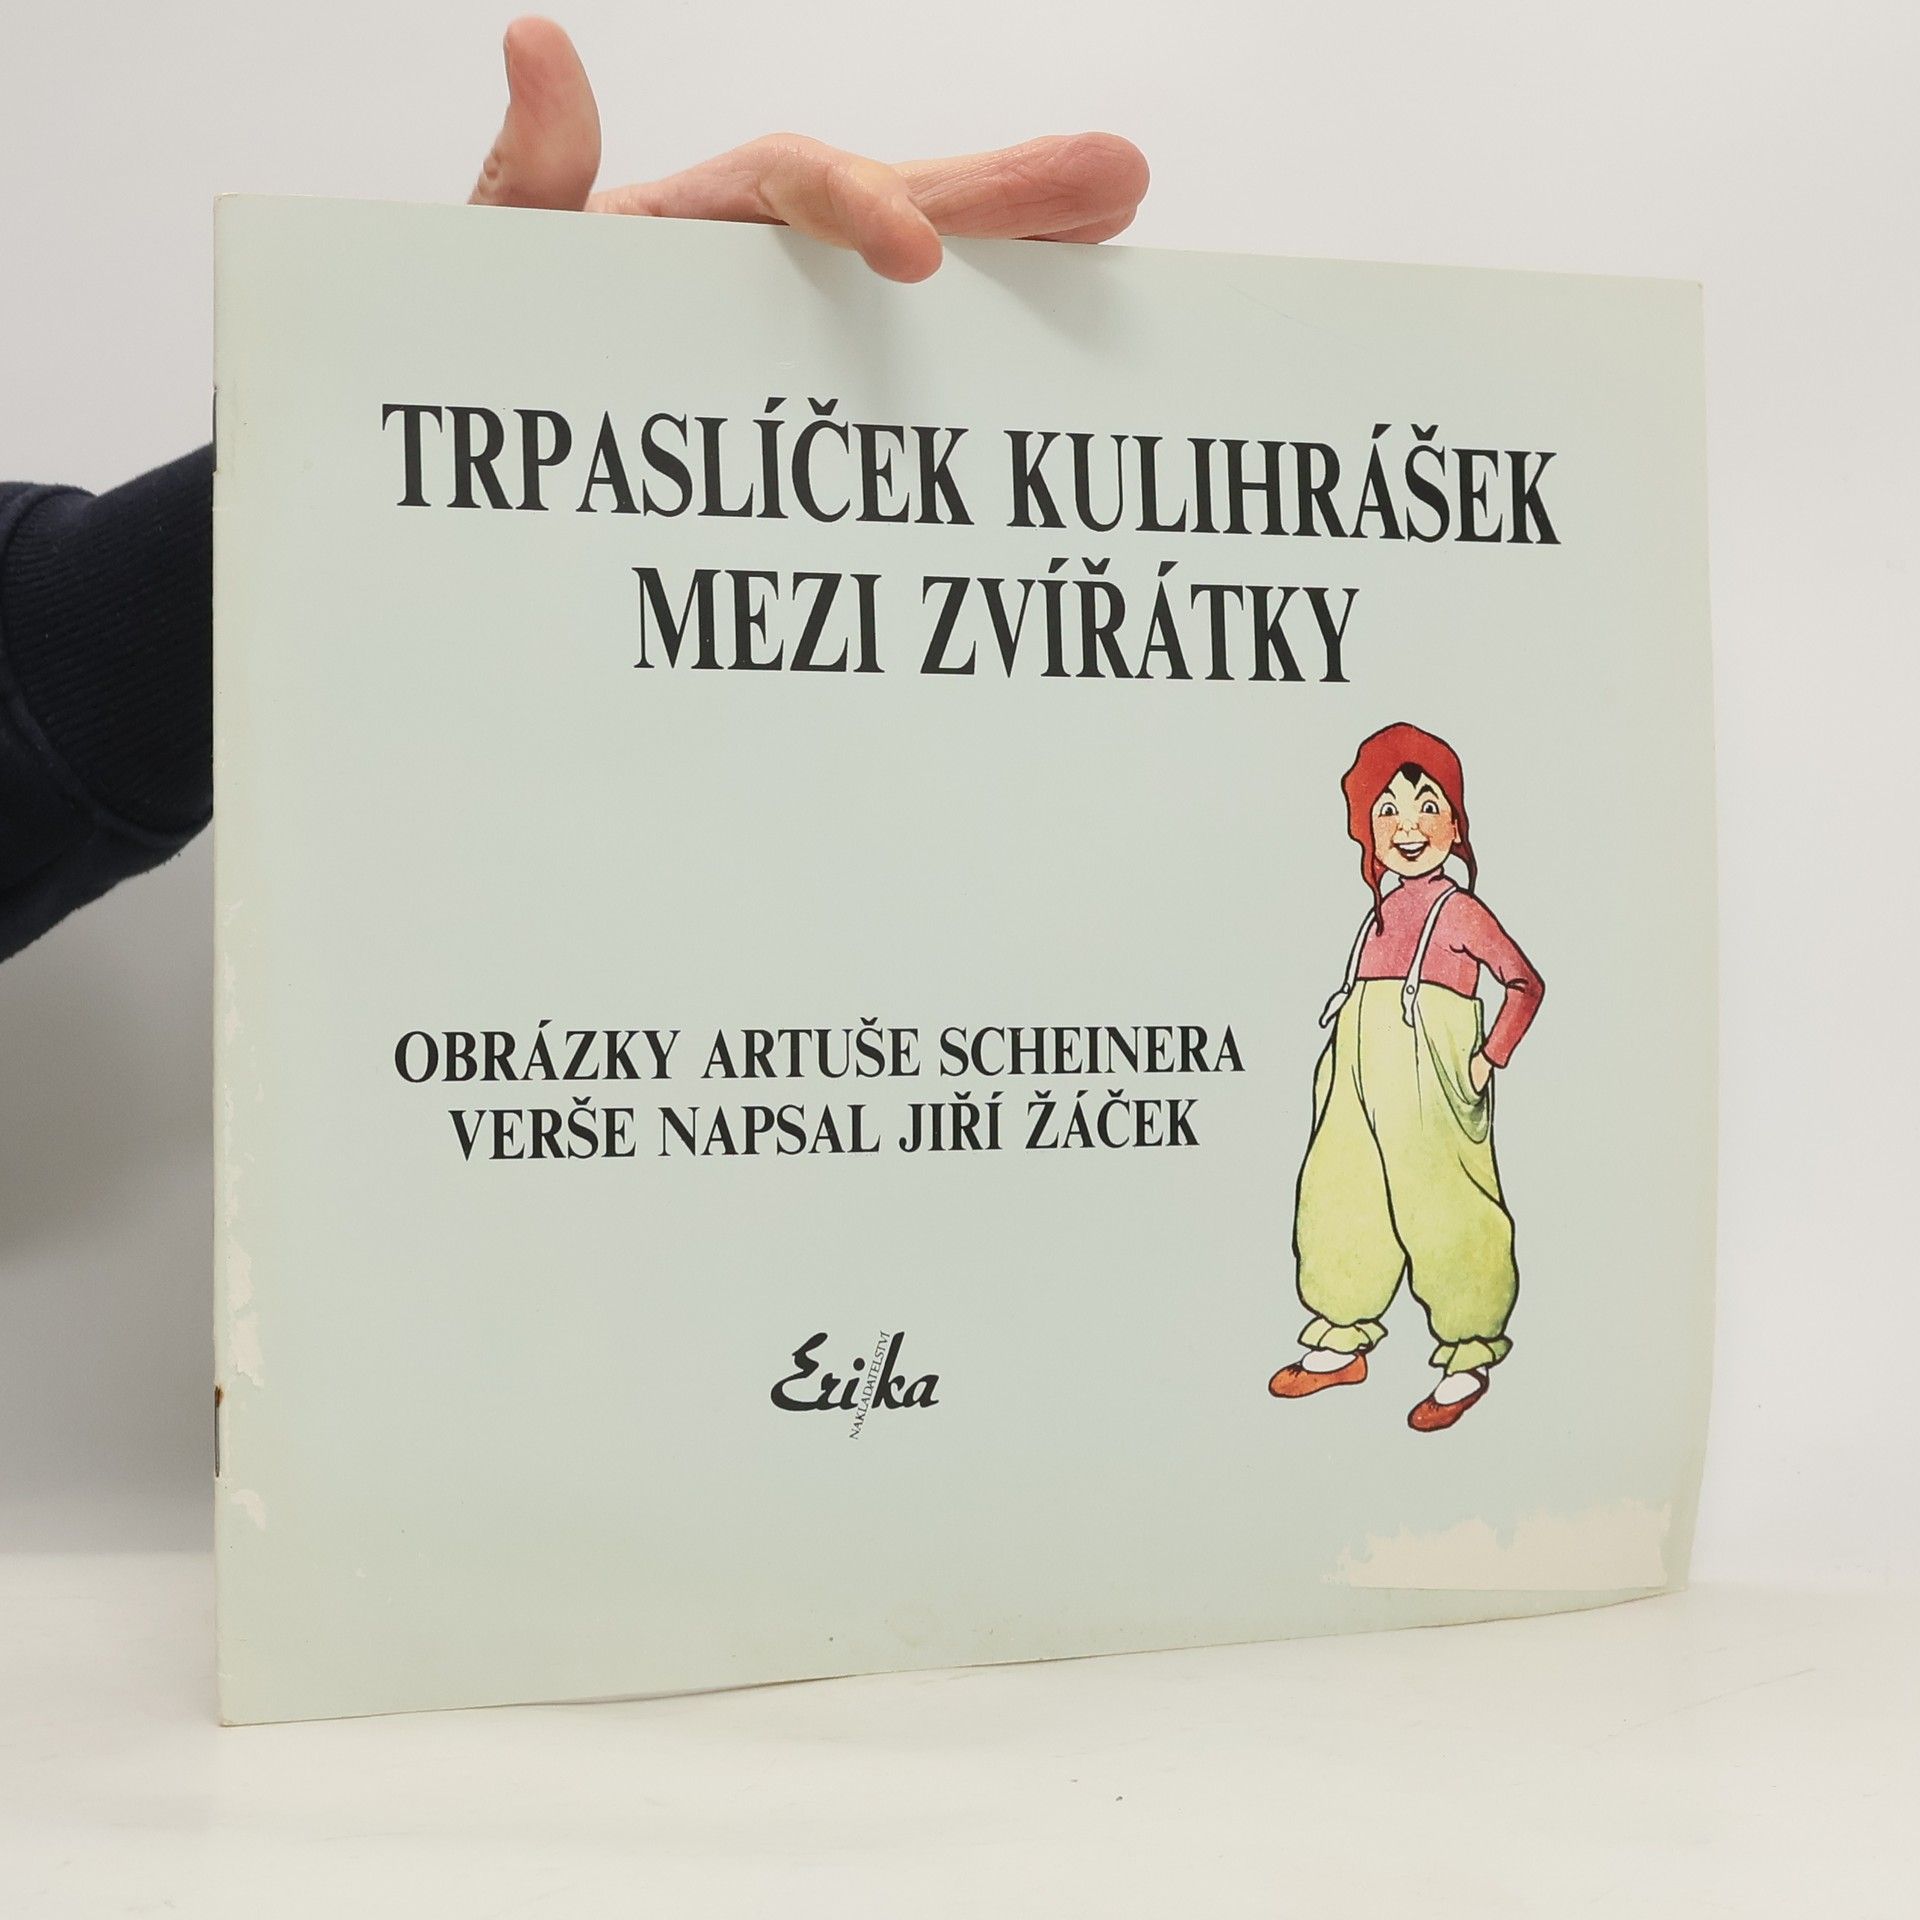 TRPASLÍČEK KULIHRÁŠEK
MEZI ZVÍŘÁTKY
OBRÁZKY ARTUŠE SCHEINERA
VERŠE NAPSAL JIŘÍ ŽÁČEK
Erika
NAKLADATELSTVÍ